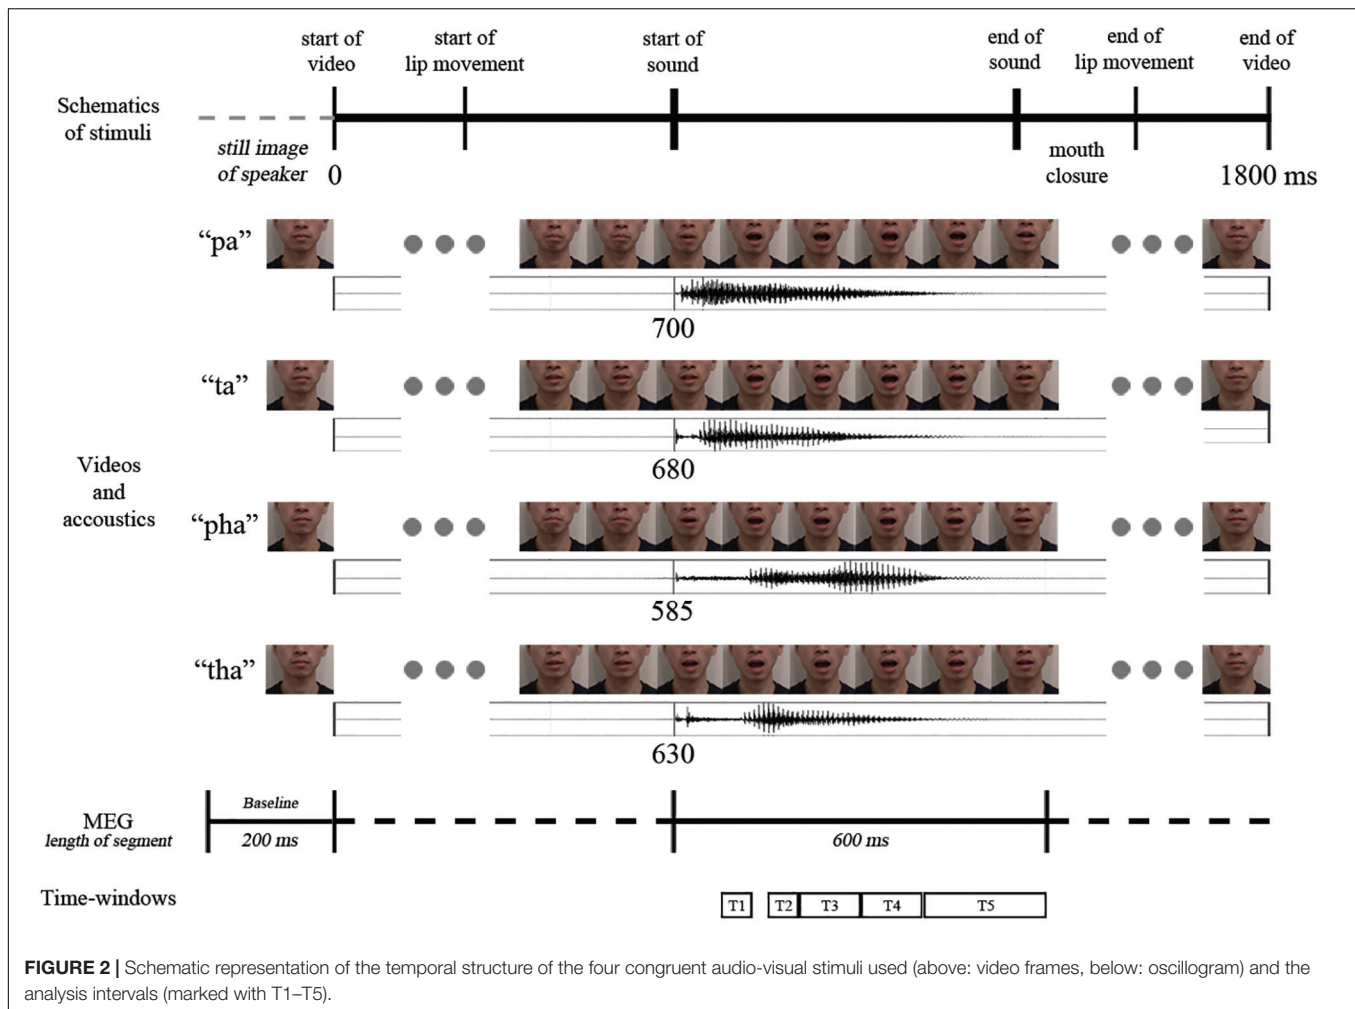 start of
video
start of
lip movement
start of
sound
end of
sound
end of
lip movement
end of
video
Schematics
of stimuli
still image
of speaker
0
mouth
closure
1800 ms
“pa”
700
“ta”
680
Videos
and
accoustics
“pha”
585
“tha”
630
MEG
length of segment
Baseline
200 ms
600 ms
Time-windows
T1
T2
T3
T4
T5
FIGURE 2 | Schematic representation of the temporal structure of the four congruent audio-visual stimuli used (above: video frames, below: oscillogram) and the
analysis intervals (marked with T1–T5).